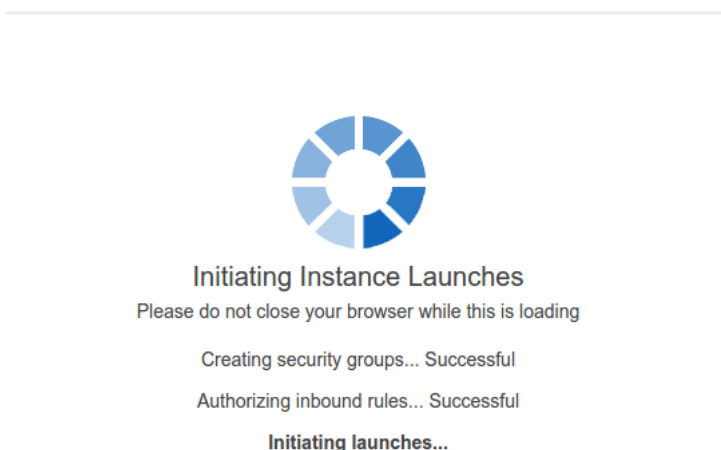 Initiating Instance Launches
Please do not close your browser while this is loading
Creating security groups... Successful
Authorizing inbound rules... Successful
Initiating launches...